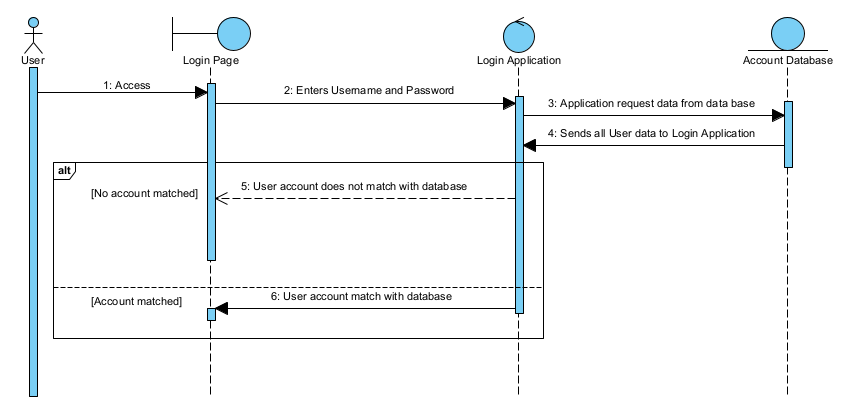 User
Login Page
Login Application
Account Database
1: Access
2: Enters Username and Password
3: Application request data from data base
4: Sends all User data to Login Application
alt
[No account matched]
5: User account does not match with database
[Account matched]
6: User account match with database